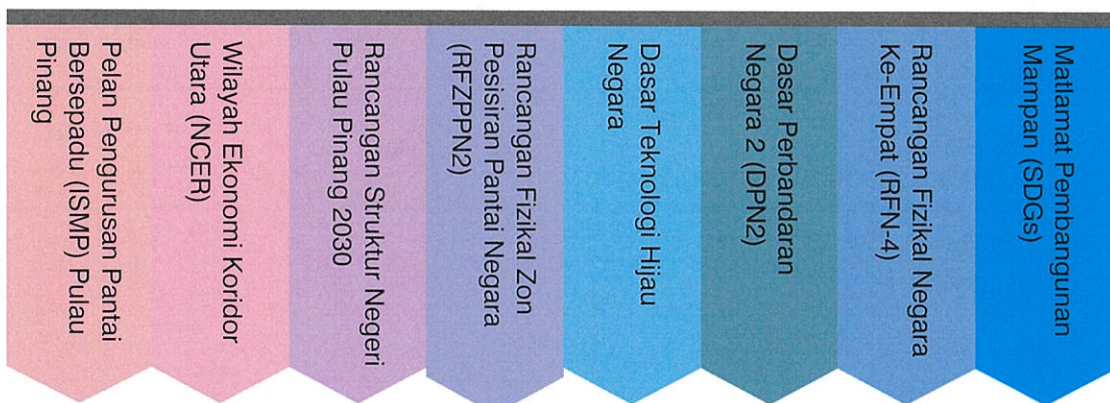 Matlamat Pembangunan
Mampan (SDGs)
Rancangan Fizikal Negara
Ke-Empat (RFN-4)
Dasar Perbandaran
Negara 2 (DPN2)
Dasar Teknologi Hijau
Negara
Rancangan Fizikal Zon
Pesisiran Pantai Negara
(RFZPPN2)
Rancangan Struktur Negeri
Pulau Pinang 2030
Wilayah Ekonomi Koridor
Utara (NCER)
Pelan Pengurusan Pantai
Bersepadu (ISMP) Pulau
Pinang